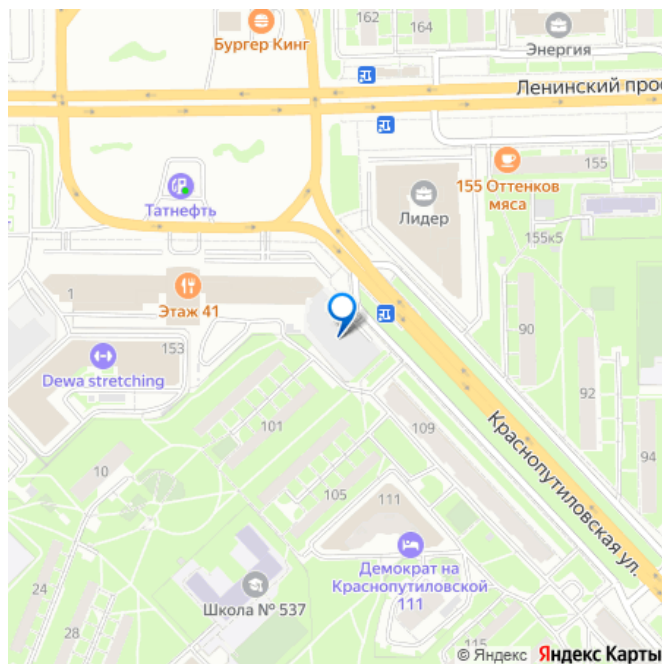 162
164
Бургер Кинг
Энергия
Ленинский прос
155
155 Оттенков
мяса
Татнефть
Лидер
155к5
1
Этаж 41
90
153
Dewa stretching
92
101
109
Краснопутиловская ул.
94
10
105
111
Демократ на
Краснопутиловской
111
24
Школа № 537
28
115
© Яндекс Яндекс Карты